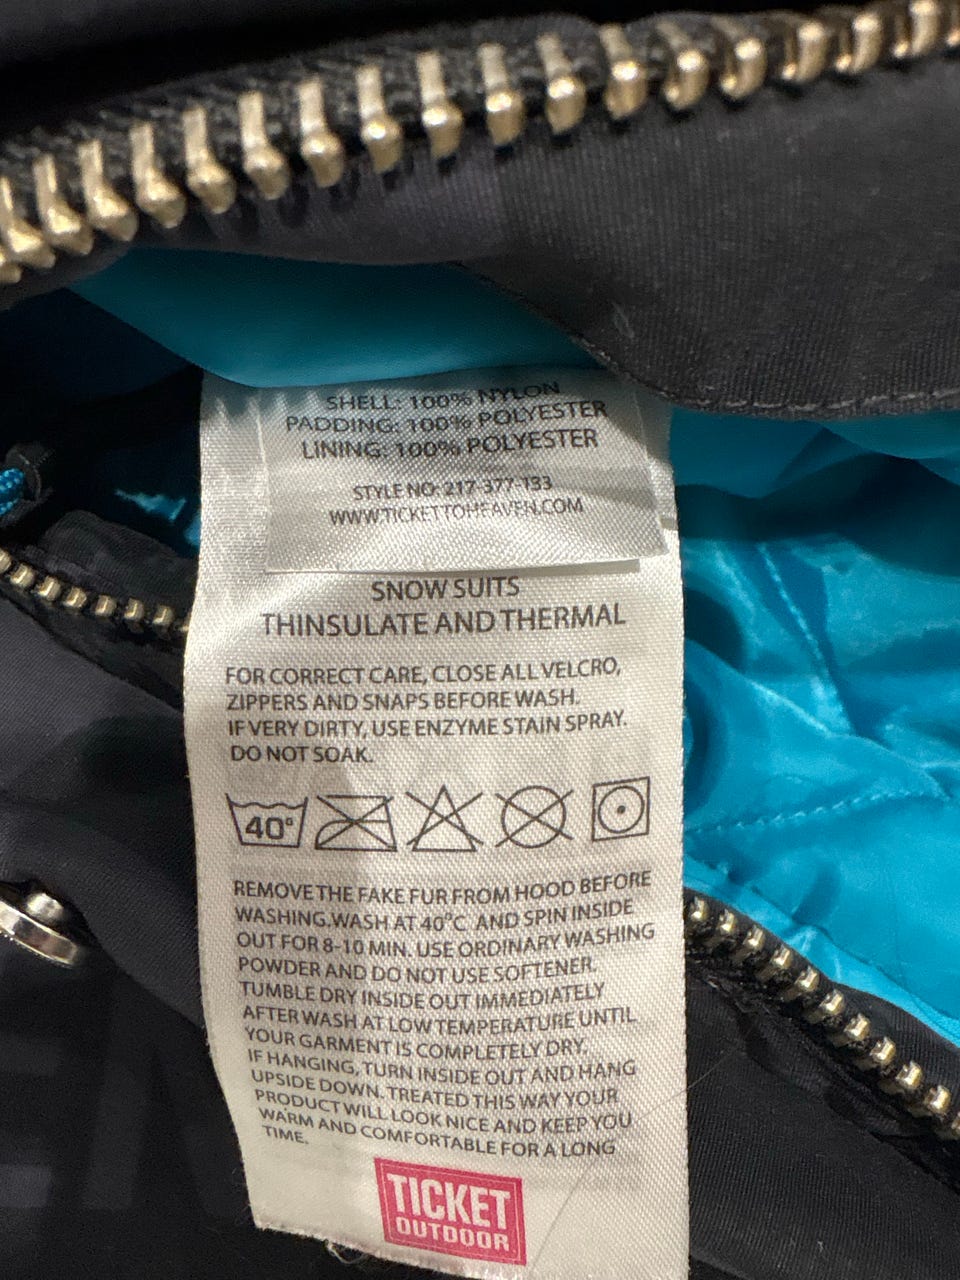 SHELL: 100% NYLON
PADDING: 100% POLYESTER
LINING: 100% POLYESTER
STYLE NO: 217-377-133
WWW.TICKETTOHEAVEN.COM
SNOW SUITS
THINSULATE AND THERMAL
FOR CORRECT CARE, CLOSE ALL VELCRO,
ZIPPERS AND SNAPS BEFORE WASH.
IF VERY DIRTY, USE ENZYME STAIN SPRAY.
DO NOT SOAK.
40°
REMOVE THE FAKE FUR FROM HOOD BEFORE
WASHING.WASH AT 40°C AND SPIN INSIDE
OUT FOR 8-10 MIN. USE ORDINARY WASHING
POWDER AND DO NOT USE SOFTENER.
TUMBLE DRY INSIDE OUT IMMEDIATELY
AFTER WASH AT LOW TEMPERATURE UNTIL
YOUR GARMENT IS COMPLETELY DRY.
IF HANGING, TURN INSIDE OUT AND HANG
UPSIDE DOWN. TREATED THIS WAY YOUR
PRODUCT WILL LOOK NICE AND KEEP YOU
WARM AND COMFORTABLE FOR A LONG
TIME.
TICKET
OUTDOOR